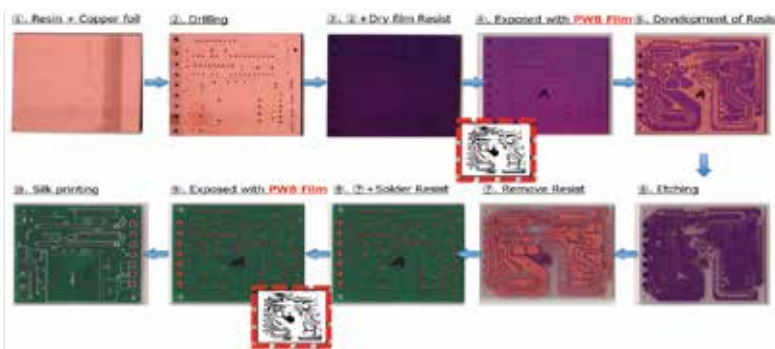 ①. Resin + Copper foil
②. Drilling
③. ②+Dry film Resist
④. Exposed with PWB Film
⑤. Development of Resis
⑩. Silk printing
⑨. Exposed with PWB Film
⑧. ⑦+Solder Resist
⑦. Remove Resist
⑥. Etching